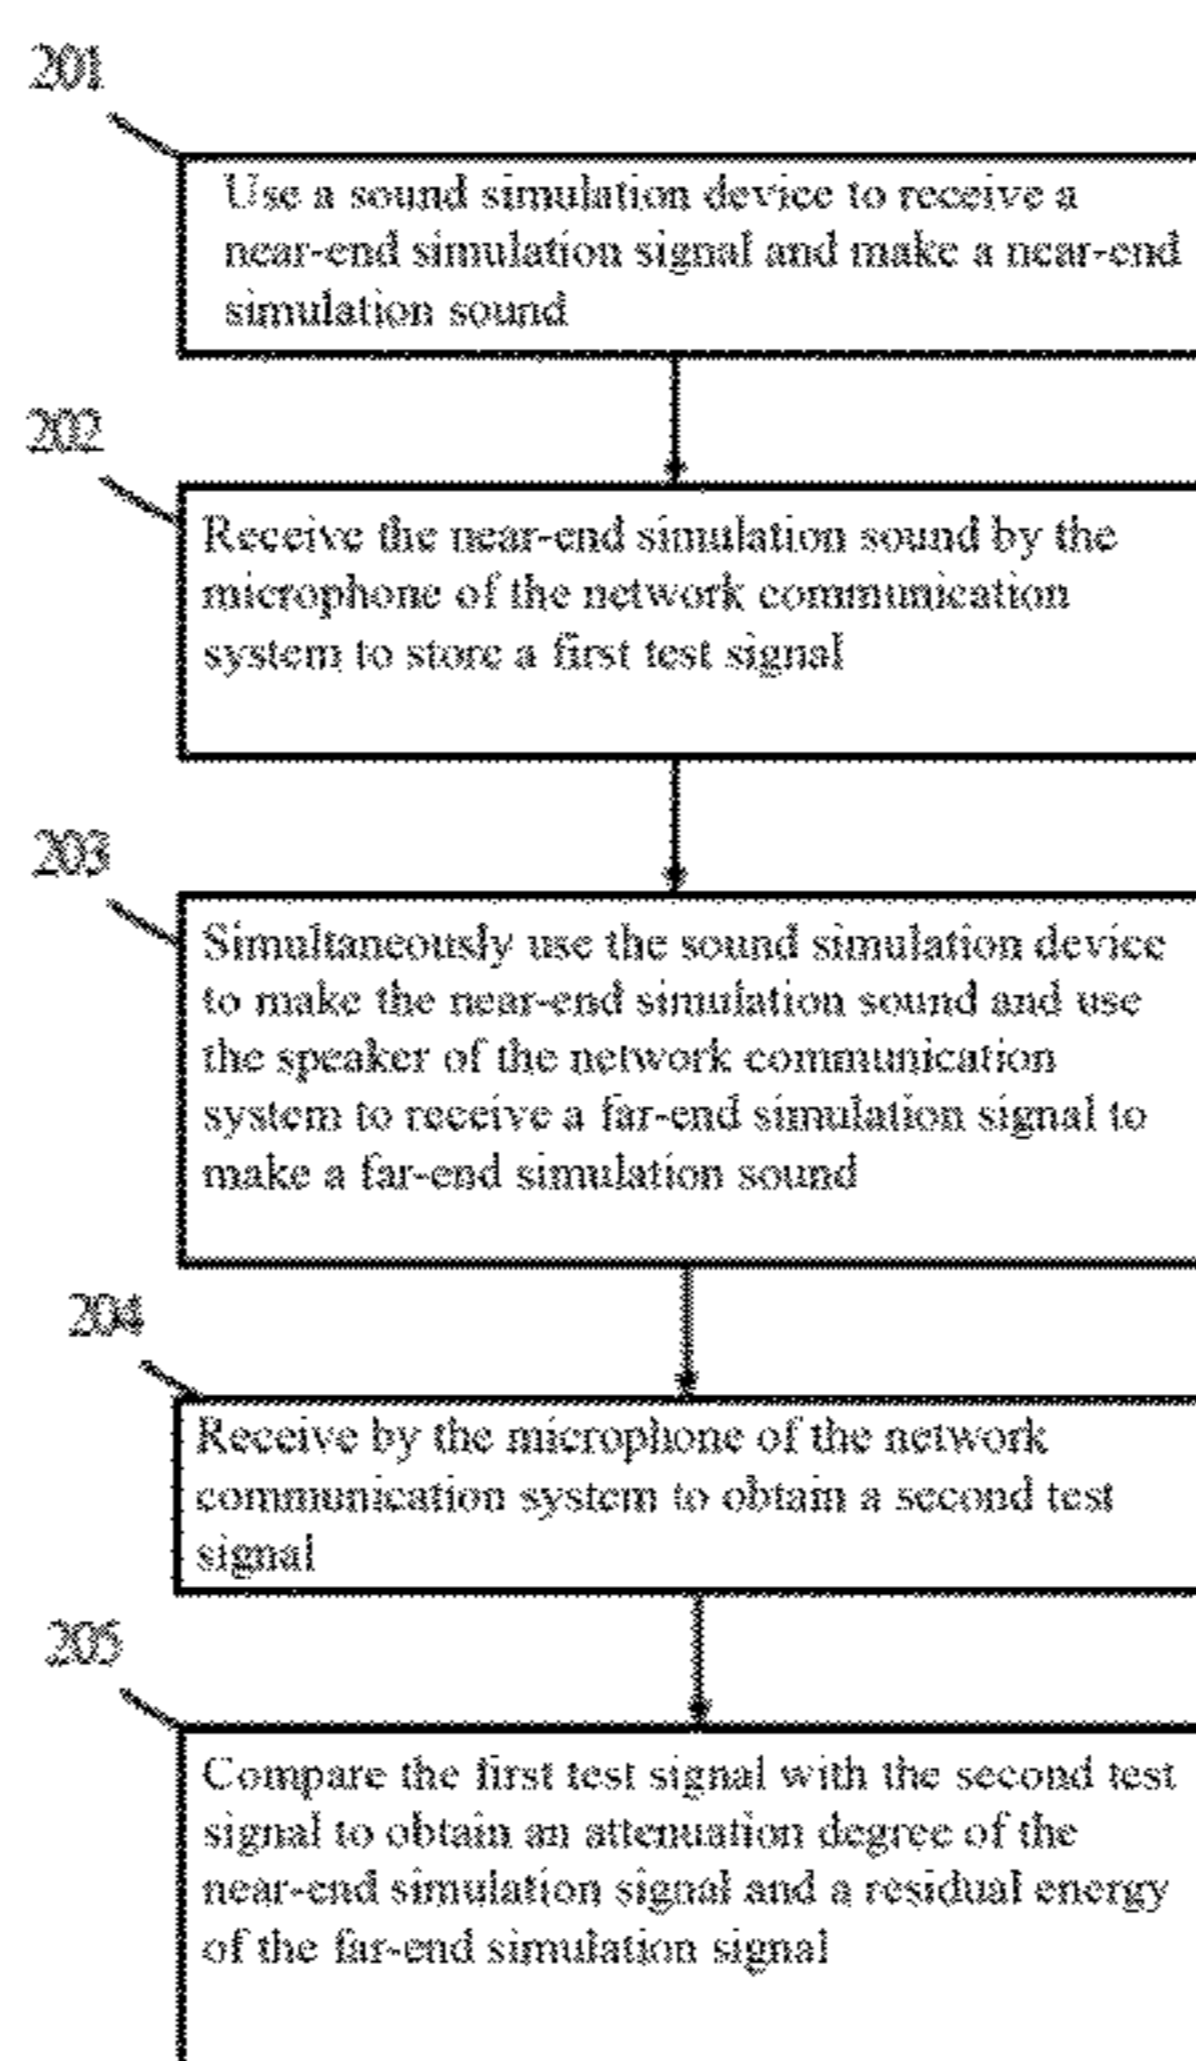 201
Use a sound simulation device to receive a
near-end simulation signal and make a near-end
simulation sound
202
Receive the near-end simulation sound by the
microphone of the network communication
system to store a first test signal
203
Simultaneously use the sound simulation device
to make the near-end simulation sound and use
the speaker of the network communication
system to receive a far-end simulation signal to
make a far-end simulation sound
204
Receive by the microphone of the network
communication system to obtain a second test
signal
205
Compare the first test signal with the second test
signal to obtain an attenuation degree of the
near-end simulation signal and a residual energy
of the far-end simulation signal